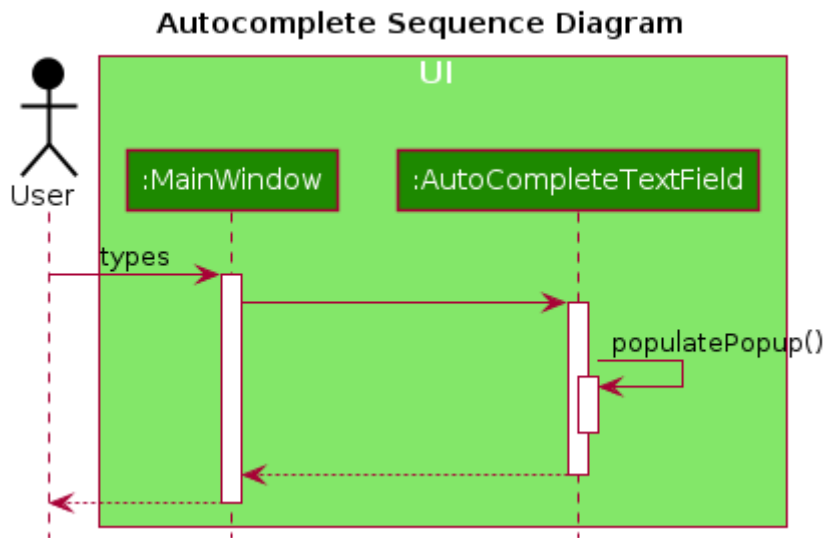 Autocomplete Sequence Diagram
UI
:MainWindow
:AutoCompleteTextField
User
types
populatePopup()